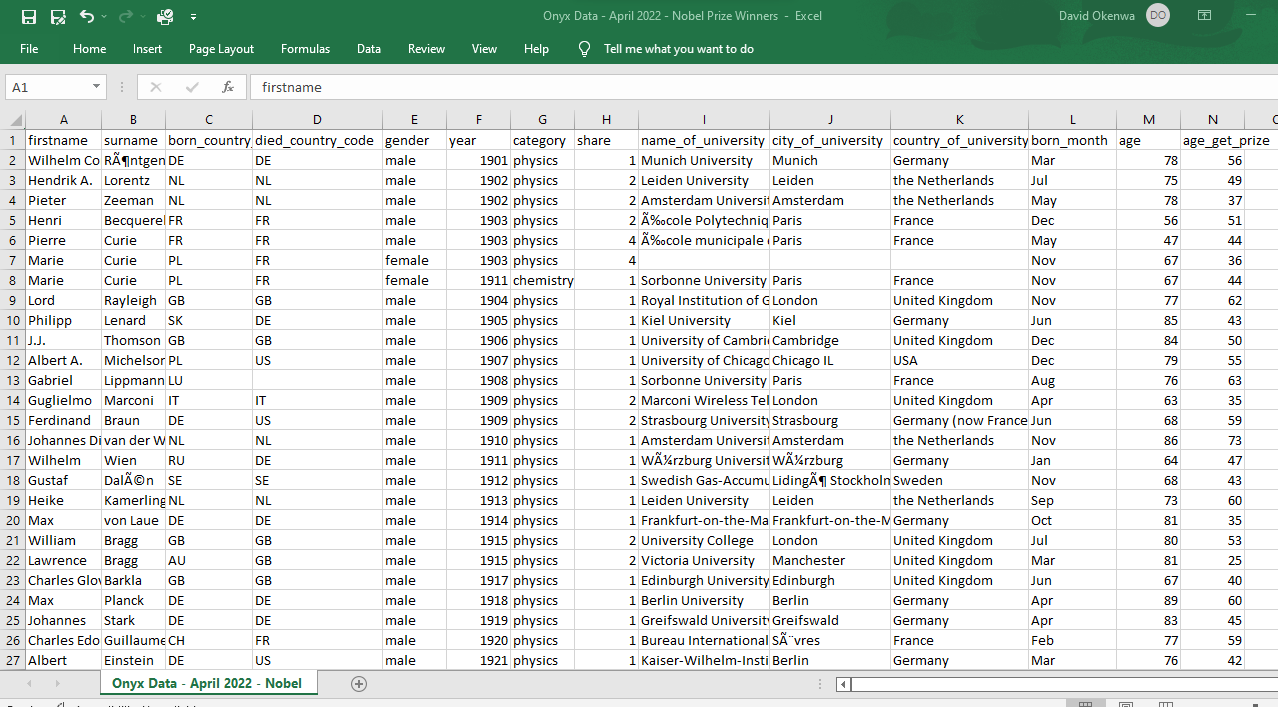 Onyx Data - April 2022 - Nobel Prize Winners - Excel David Okenwa DO
File Home Insert Page Layout Formulas Data Review View Help Tell me what you want to do
A1 fx firstname
A B C D E F G H I J K L M N
1 firstname surname born_country died_country_code gender year category share name_of_university city_of_university country_of_university born_month age age_get_prize
2 Wilhelm Co RÃ¶ntgen DE DE male 1901 physics 1 Munich University Munich Germany Mar 78 56
3 Hendrik A. Lorentz NL NL male 1902 physics 2 Leiden University Leiden the Netherlands Jul 75 49
4 Pieter Zeeman NL NL male 1902 physics 2 Amsterdam Universit Amsterdam the Netherlands May 78 37
5 Henri Becquerel FR FR male 1903 physics 2 Ã‰cole Polytechniq Paris France Dec 56 51
6 Pierre Curie FR FR male 1903 physics 4 Ã‰cole municipale Paris France May 47 44
7 Marie Curie PL FR female 1903 physics 4 Nov 67 36
8 Marie Curie PL FR female 1911 chemistry 1 Sorbonne University Paris France Nov 67 44
9 Lord Rayleigh GB GB male 1904 physics 1 Royal Institution of G London United Kingdom Nov 77 62
10 Philipp Lenard SK DE male 1905 physics 1 Kiel University Kiel Germany Jun 85 43
11 J.J. Thomson GB GB male 1906 physics 1 University of Cambri Cambridge United Kingdom Dec 84 50
12 Albert A. Michelson PL US male 1907 physics 1 University of Chicago Chicago IL USA Dec 79 55
13 Gabriel Lippmann LU male 1908 physics 1 Sorbonne University Paris France Aug 76 63
14 Guglielmo Marconi IT IT male 1909 physics 2 Marconi Wireless Tel London United Kingdom Apr 63 35
15 Ferdinand Braun DE US male 1909 physics 2 Strasbourg University Strasbourg Germany (now France Jun 68 59
16 Johannes Di van der W NL NL male 1910 physics 1 Amsterdam Universit Amsterdam the Netherlands Nov 86 73
17 Wilhelm Wien RU DE male 1911 physics 1 WÃ¼rzburg Universit WÃ¼rzburg Germany Jan 64 47
18 Gustaf DalÃ©n SE SE male 1912 physics 1 Swedish Gas-Accumu LidingÃ¶ Stockholm Sweden Nov 68 43
19 Heike Kamerling NL NL male 1913 physics 1 Leiden University Leiden the Netherlands Sep 73 60
20 Max von Laue DE DE male 1914 physics 1 Frankfurt-on-the-Ma Frankfurt-on-the-M Germany Oct 81 35
21 William Bragg GB GB male 1915 physics 2 University College London United Kingdom Jul 80 53
22 Lawrence Bragg AU GB male 1915 physics 2 Victoria University Manchester United Kingdom Mar 81 25
23 Charles Glov Barkla GB GB male 1917 physics 1 Edinburgh University Edinburgh United Kingdom Jun 67 40
24 Max Planck DE DE male 1918 physics 1 Berlin University Berlin Germany Apr 89 60
25 Johannes Stark DE DE male 1919 physics 1 Greifswald University Greifswald Germany Apr 83 45
26 Charles Edo Guillaume CH FR male 1920 physics 1 Bureau International SÃ¨vres France Feb 77 59
27 Albert Einstein DE US male 1921 physics 1 Kaiser-Wilhelm-Insti Berlin Germany Mar 76 42
Onyx Data - April 2022 - Nobel